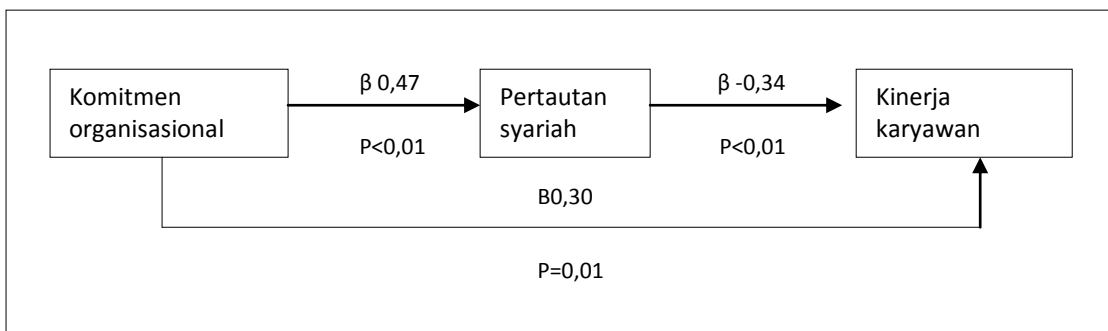 Komitmen
organisasional
β 0,47
P<0,01
Pertautan
syariah
β -0,34
P<0,01
Kinerja
karyawan
B0,30
P=0,01